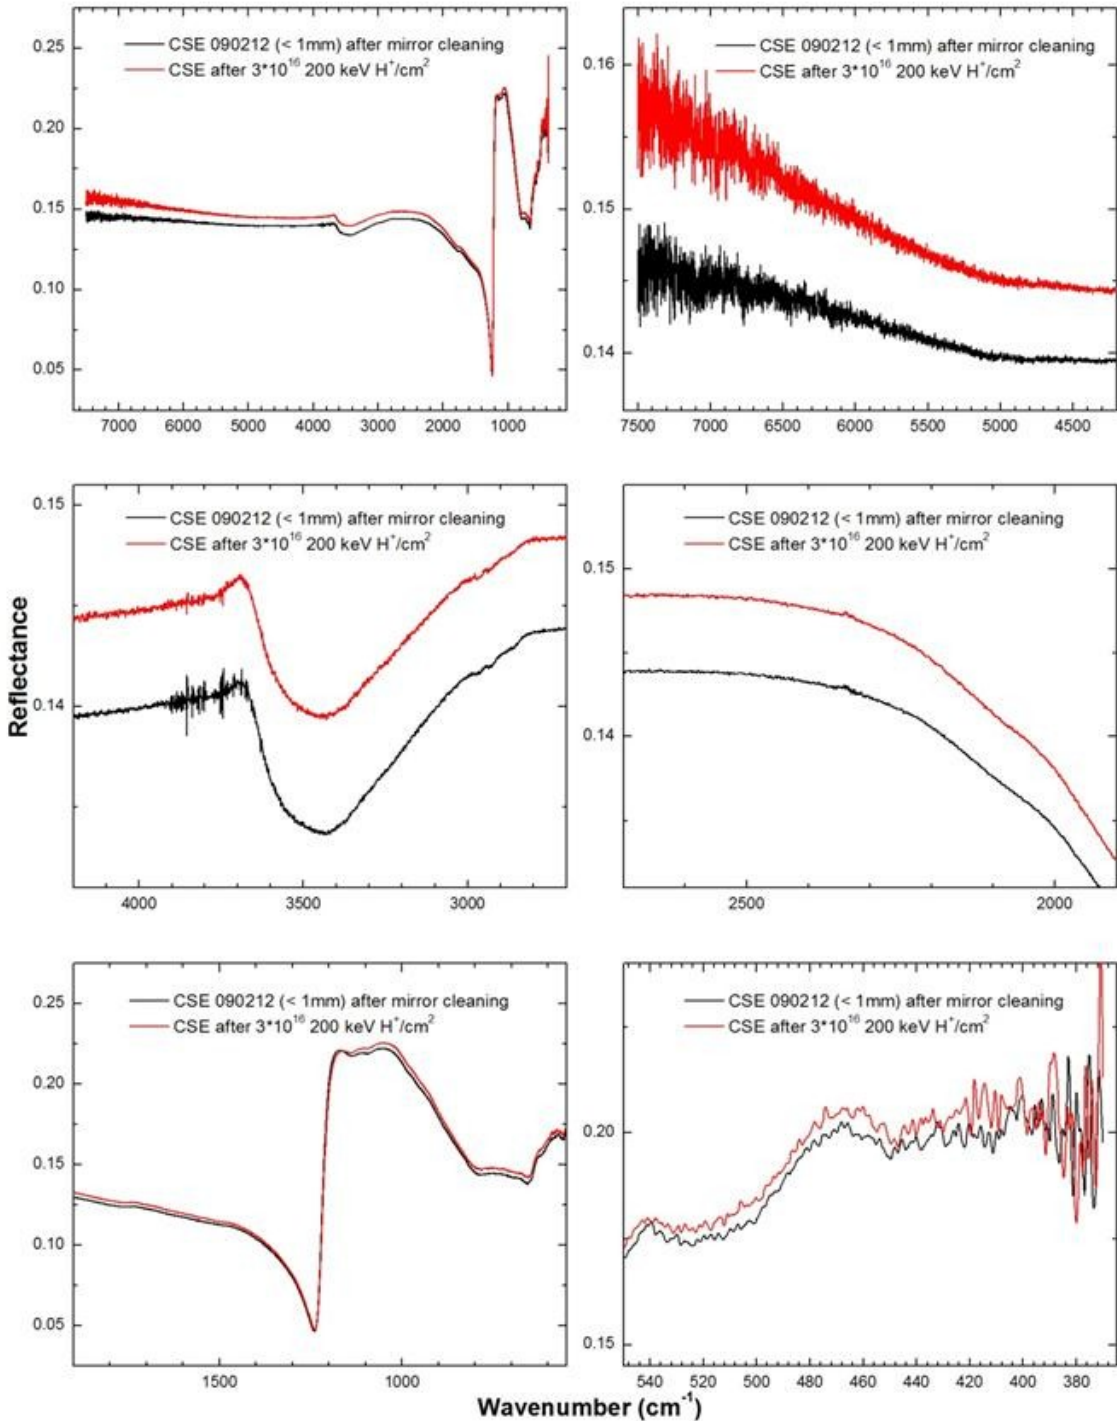 0.25
0.20
0.15
0.10
0.05
CSE 090212 (< 1mm) after mirror cleaning
CSE after 3*10¹⁶ 200 keV H⁺/cm²
7000 6000 5000 4000 3000 2000 1000
0.16
0.15
0.14
CSE 090212 (< 1mm) after mirror cleaning
CSE after 3*10¹⁶ 200 keV H⁺/cm²
7500 7000 6500 6000 5500 5000 4500
Reflectance
0.15
0.14
CSE 090212 (< 1mm) after mirror cleaning
CSE after 3*10¹⁶ 200 keV H⁺/cm²
4000 3500 3000
0.15
0.14
CSE 090212 (< 1mm) after mirror cleaning
CSE after 3*10¹⁶ 200 keV H⁺/cm²
2500 2000
0.25
0.20
0.15
0.10
0.05
CSE 090212 (< 1mm) after mirror cleaning
CSE after 3*10¹⁶ 200 keV H⁺/cm²
1500 1000
0.20
0.15
CSE 090212 (< 1mm) after mirror cleaning
CSE after 3*10¹⁶ 200 keV H⁺/cm²
540 520 500 480 460 440 420 400 380
Wavenumber (cm⁻¹)